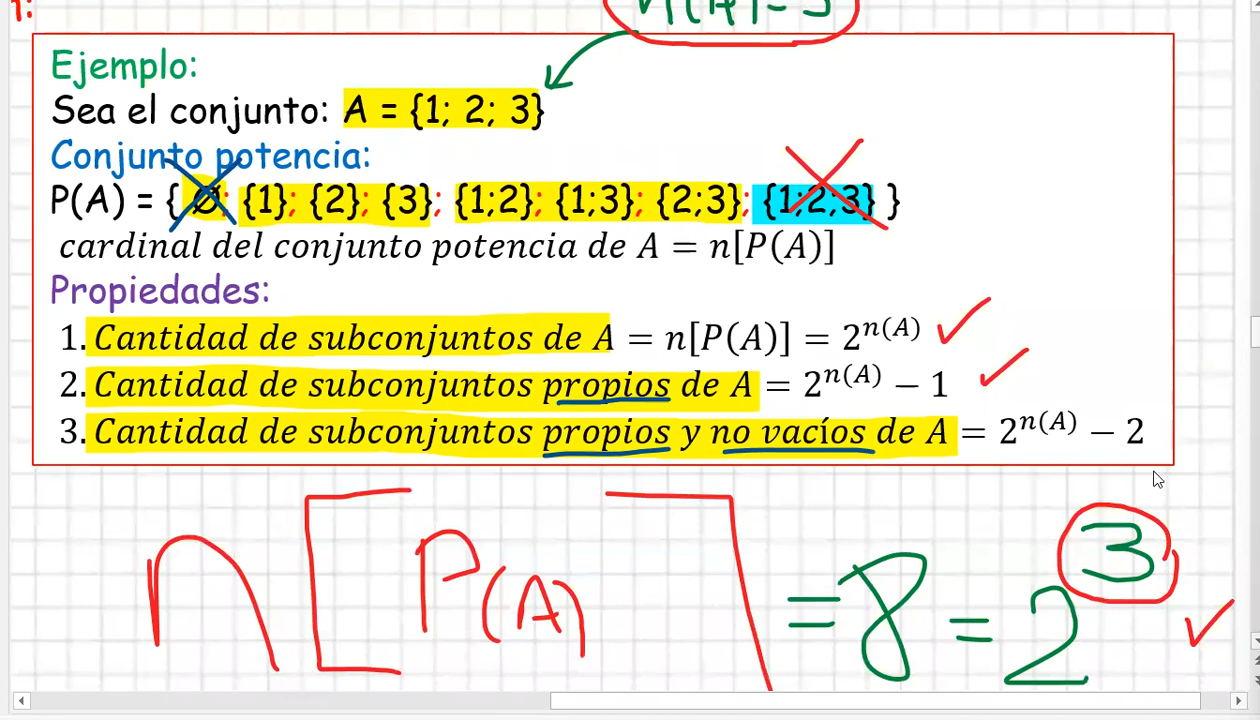 1:
n(A) = 3
Ejemplo:
Sea el conjunto: A = {1; 2; 3}
Conjunto potencia:
P(A) = { Ø; {1}; {2}; {3}; {1;2}; {1;3}; {2;3}; {1;2;3} }
cardinal del conjunto potencia de A = n[P(A)]
Propiedades:
1. Cantidad de subconjuntos de A = n[P(A)] = 2^{n(A)}
2. Cantidad de subconjuntos propios de A = 2^{n(A)} − 1
3. Cantidad de subconjuntos propios y no vacíos de A = 2^{n(A)} − 2
n[P(A)] = 8 = 2^3